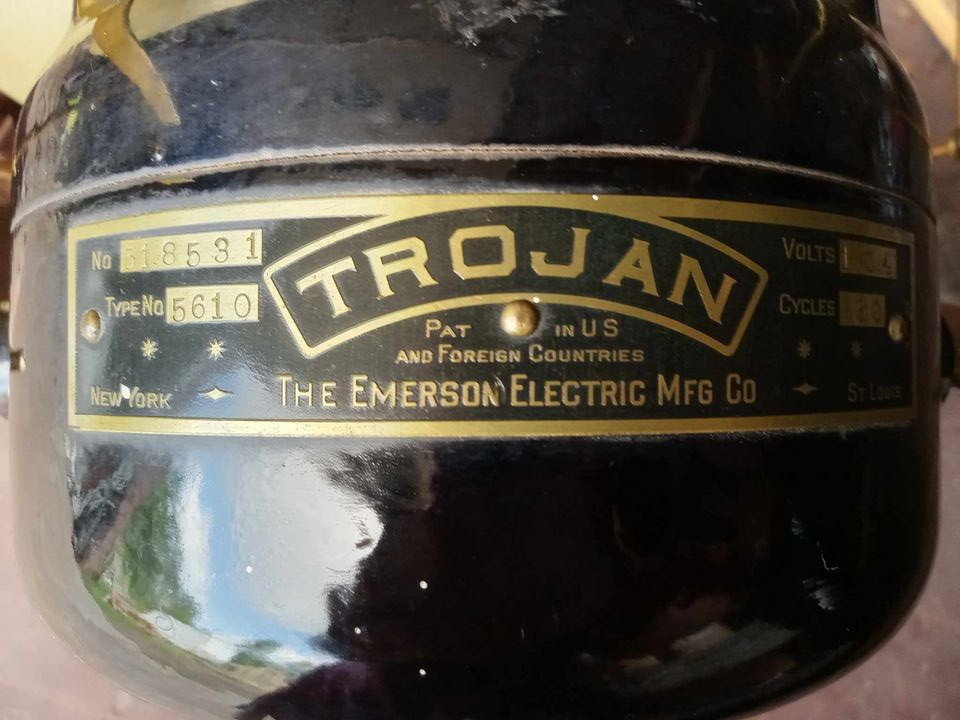 No 518531
TROJAN
VOLTS
TYPE No 5610
CYCLES
PAT IN U S
AND FOREIGN COUNTRIES
NEW YORK THE EMERSON ELECTRIC MFG CO ST LOUIS